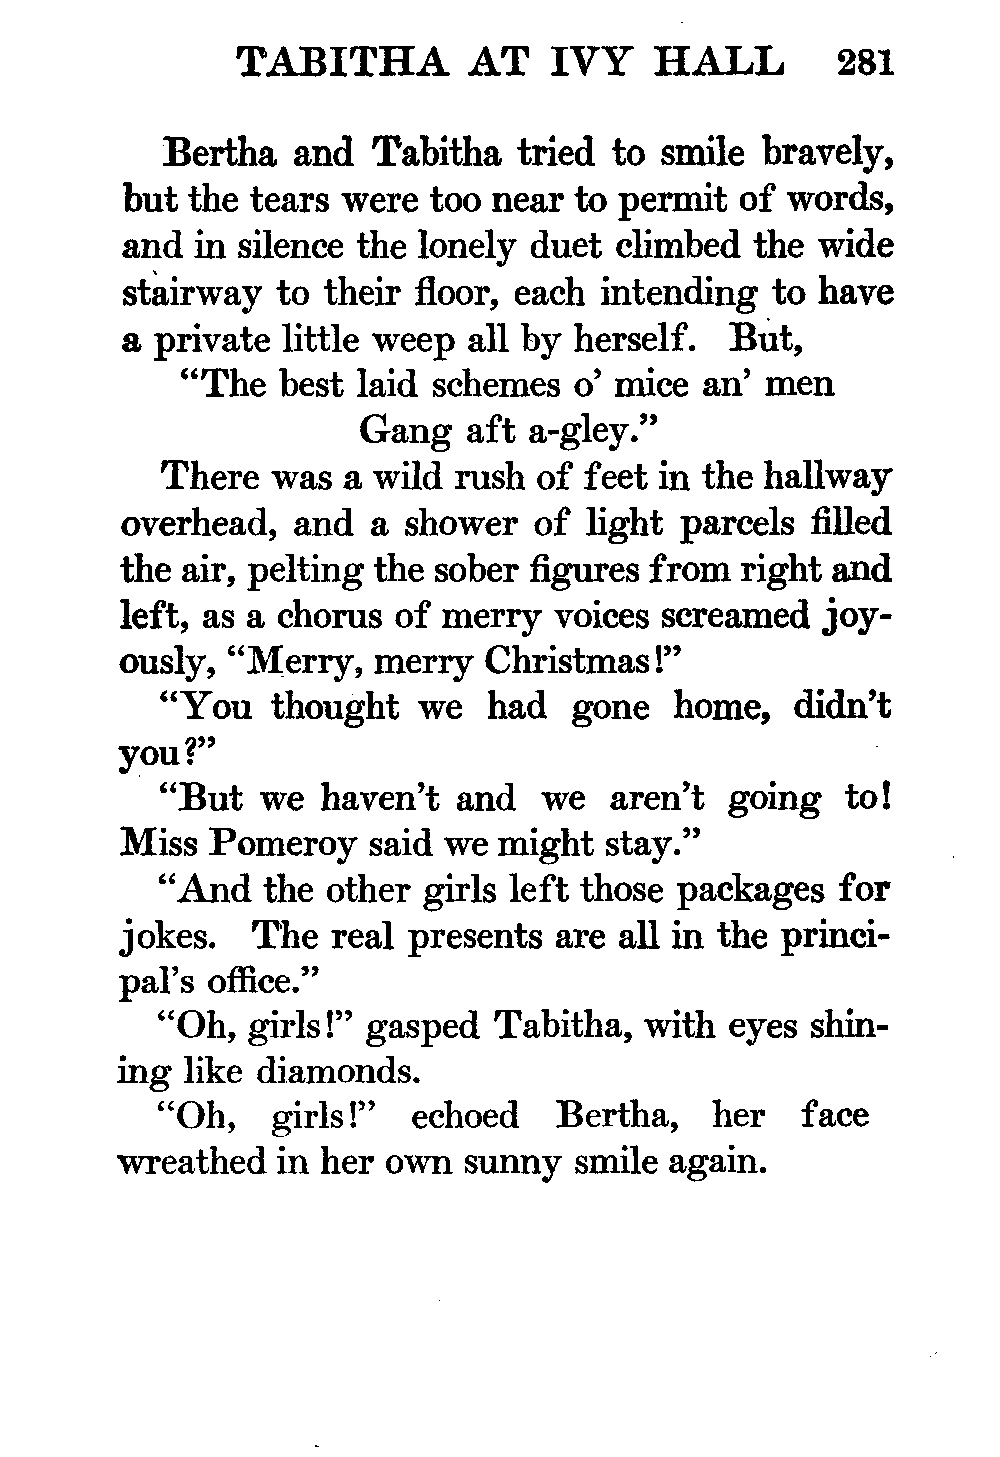 TABITHA AT IVY HALL 281
Bertha and Tabitha tried to smile bravely,
but the tears were too near to permit of words,
and in silence the lonely duet climbed the wide
stairway to their floor, each intending to have
a private little weep all by herself. But,
“The best laid schemes o’ mice an’ men
Gang aft a-gley.”
There was a wild rush of feet in the hallway
overhead, and a shower of light parcels filled
the air, pelting the sober figures from right and
left, as a chorus of merry voices screamed joy-
ously, “Merry, merry Christmas!”
“You thought we had gone home, didn’t
you?”
“But we haven’t and we aren’t going to!
Miss Pomeroy said we might stay.”
“And the other girls left those packages for
jokes. The real presents are all in the princi-
pal’s office.”
“Oh, girls!” gasped Tabitha, with eyes shin-
ing like diamonds.
“Oh, girls!” echoed Bertha, her face
wreathed in her own sunny smile again.